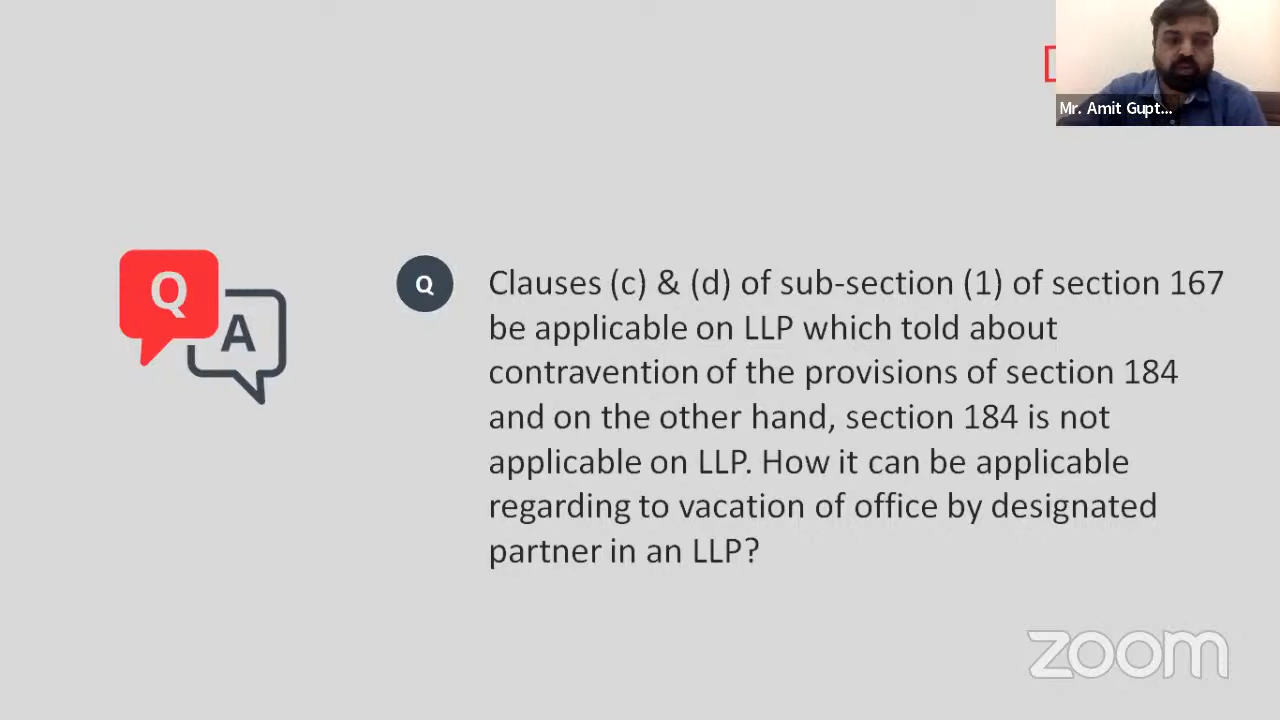 Mr. Amit Gupt...
Q
A
Q
Clauses (c) & (d) of sub-section (1) of section 167
be applicable on LLP which told about
contravention of the provisions of section 184
and on the other hand, section 184 is not
applicable on LLP. How it can be applicable
regarding to vacation of office by designated
partner in an LLP?
zoom